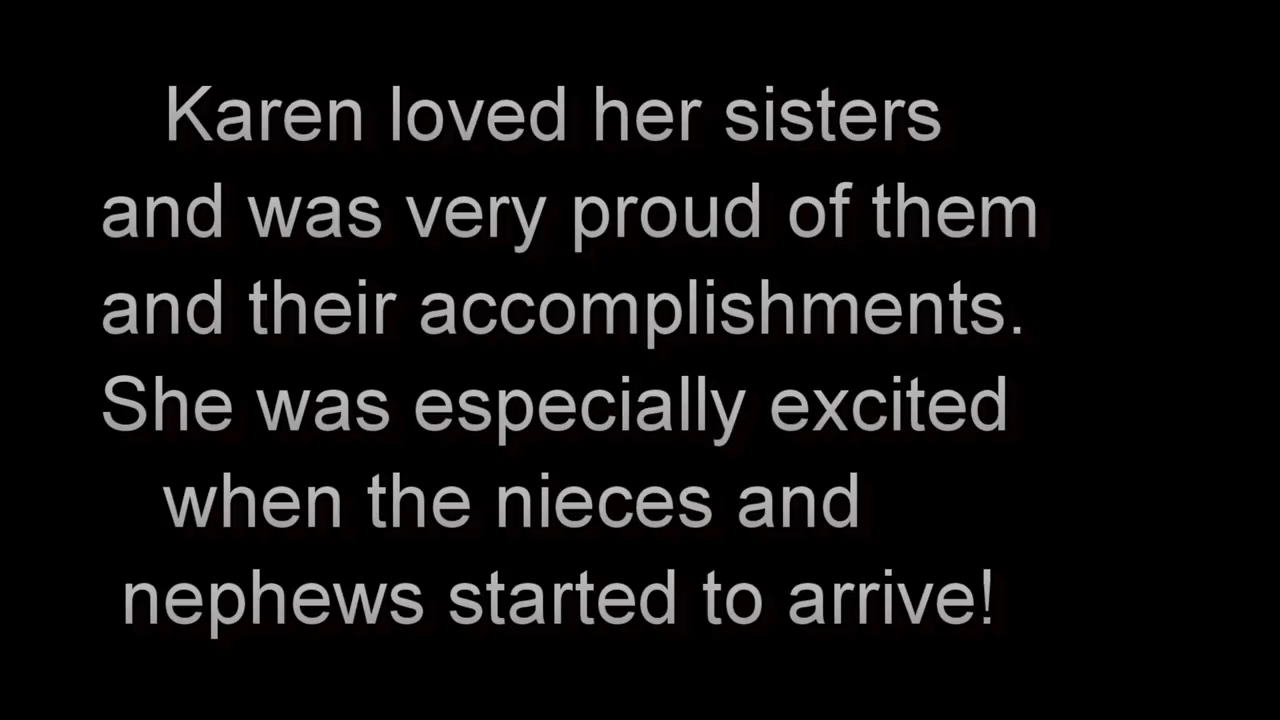 Karen loved her sisters
and was very proud of them
and their accomplishments.
She was especially excited
when the nieces and
nephews started to arrive!